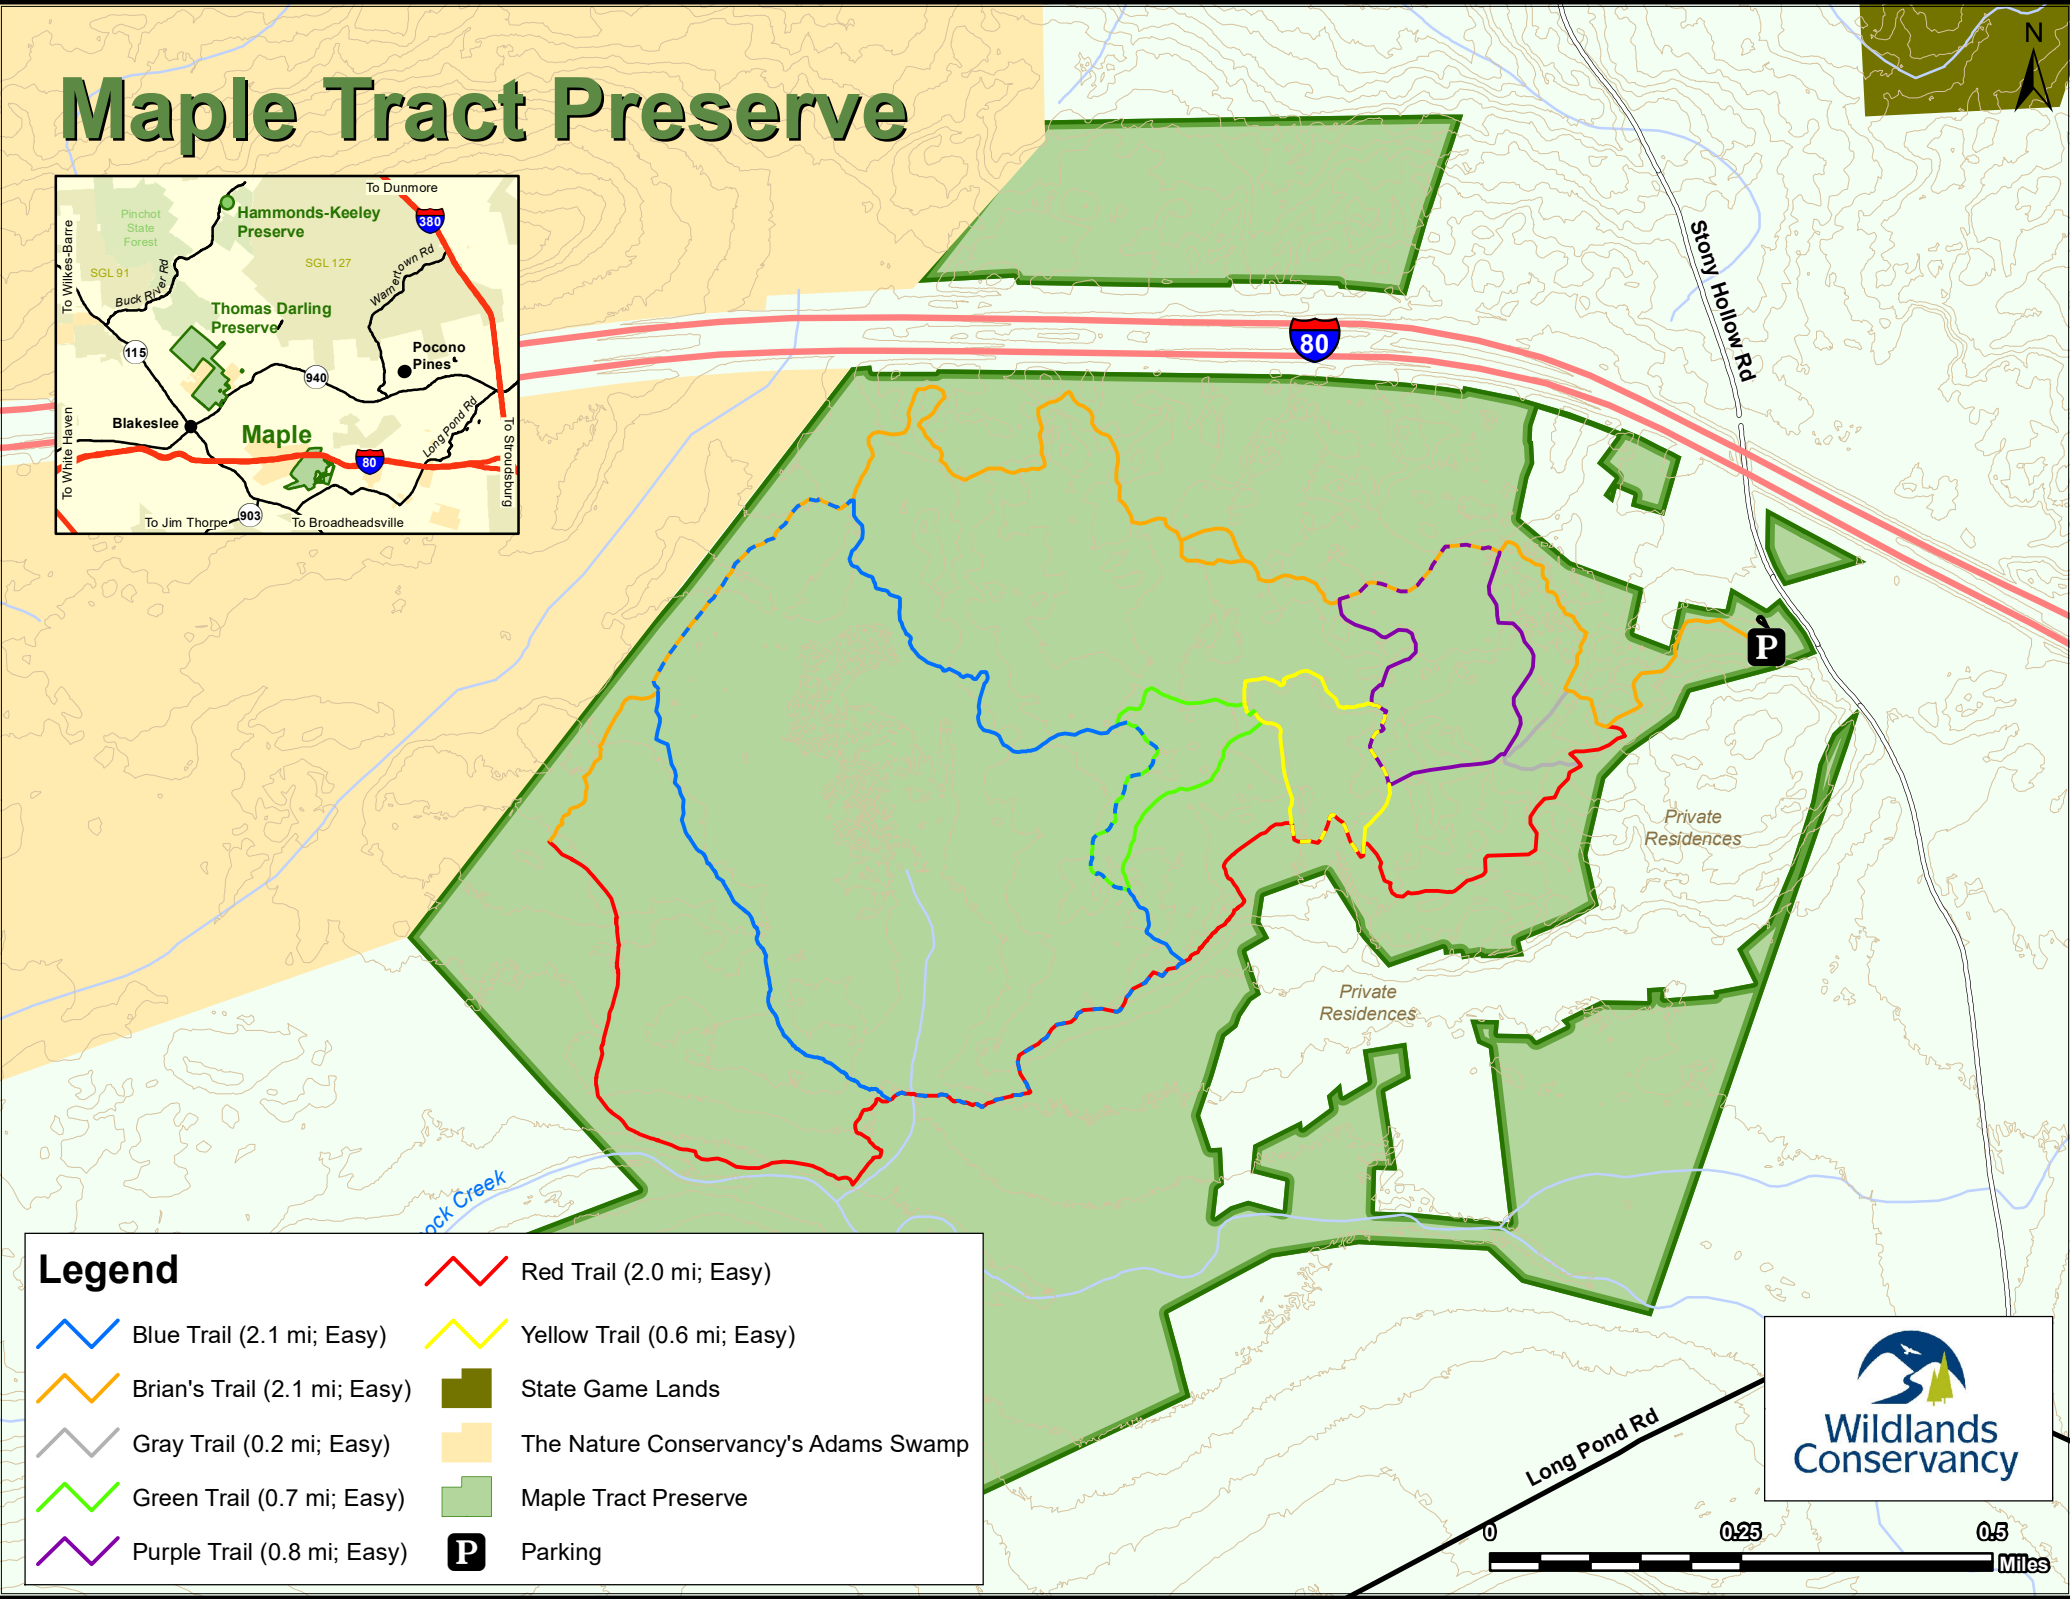 Maple Tract Preserve
N
To Dunmore
380
Hammonds-Keeley
Preserve
Pinchot
State
Forest
SGL 91
SGL 127
To Wilkes-Barre
Buck River Rd
Warnertown Rd
Thomas Darling
Preserve
115
940
Pocono
Pines
Blakeslee
Maple
Long Pond Rd
80
To White Haven
To Stroudsburg
903
To Jim Thorpe
To Broadheadsville
80
Stony Hollow Rd
P
Private
Residences
Private
Residences
ock Creek
Legend
Blue Trail (2.1 mi; Easy)
Brian's Trail (2.1 mi; Easy)
Gray Trail (0.2 mi; Easy)
Green Trail (0.7 mi; Easy)
Purple Trail (0.8 mi; Easy)
Red Trail (2.0 mi; Easy)
Yellow Trail (0.6 mi; Easy)
State Game Lands
The Nature Conservancy's Adams Swamp
Maple Tract Preserve
P Parking
Long Pond Rd
Wildlands
Conservancy
0 0.25 0.5
Miles